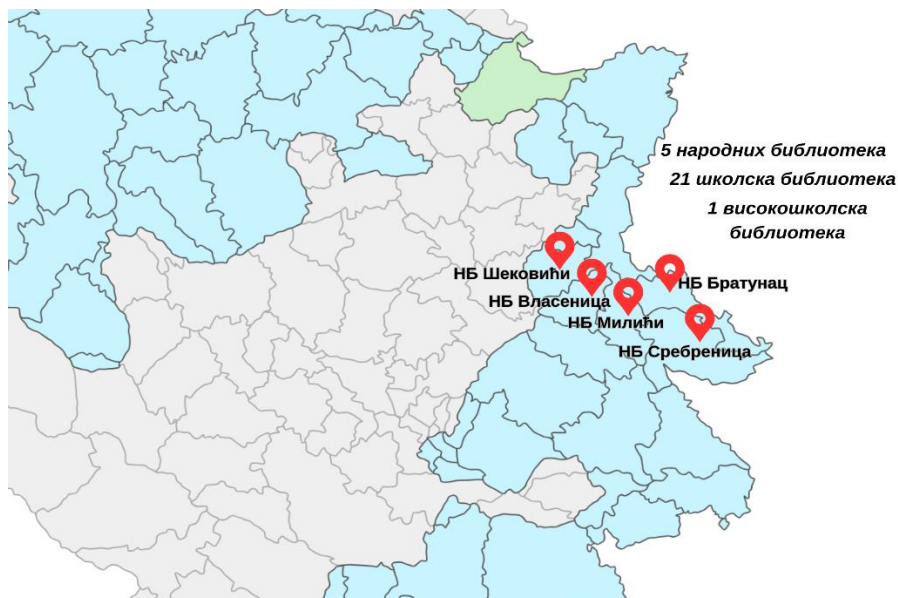 5 народних библиотека
21 школска библиотека
1 високошколска
библиотека
НБ Шековићи
НБ Братунац
НБ Власеница
НБ Милићи
НБ Сребреница